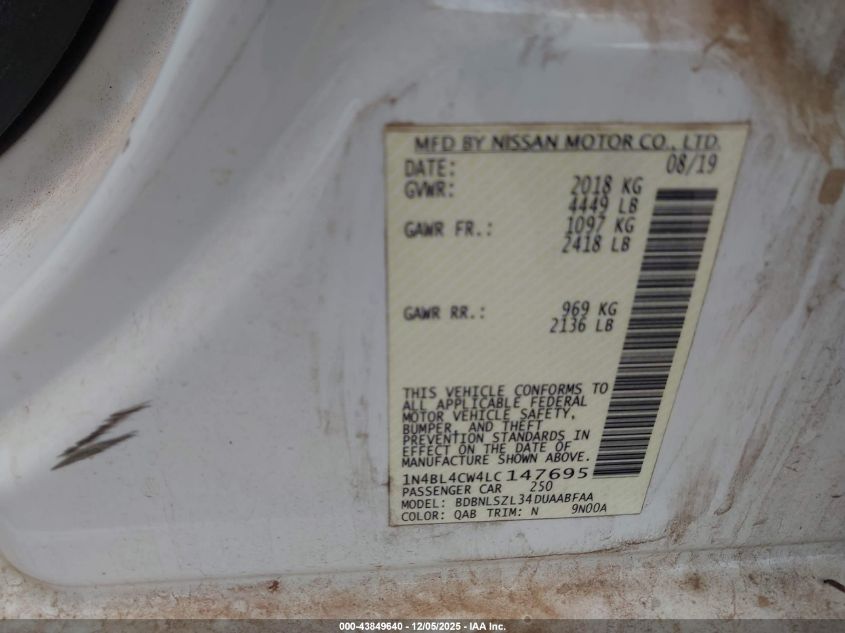 MFD BY NISSAN MOTOR CO., LTD.
DATE: 08/19
GVWR: 2018 KG
4449 LB
GAWR FR.: 1097 KG
2418 LB
GAWR RR.: 969 KG
2136 LB
THIS VEHICLE CONFORMS TO
ALL APPLICABLE FEDERAL
MOTOR VEHICLE SAFETY,
BUMPER, AND THEFT
PREVENTION STANDARDS IN
EFFECT ON THE DATE OF
MANUFACTURE SHOWN ABOVE.
1N4BL4CW4LC147695
PASSENGER CAR 250
MODEL: BDBNLSZL34DUAABFAA
COLOR: QAB TRIM: N 9N00A
000-43849640 - 12/05/2025 - IAA Inc.